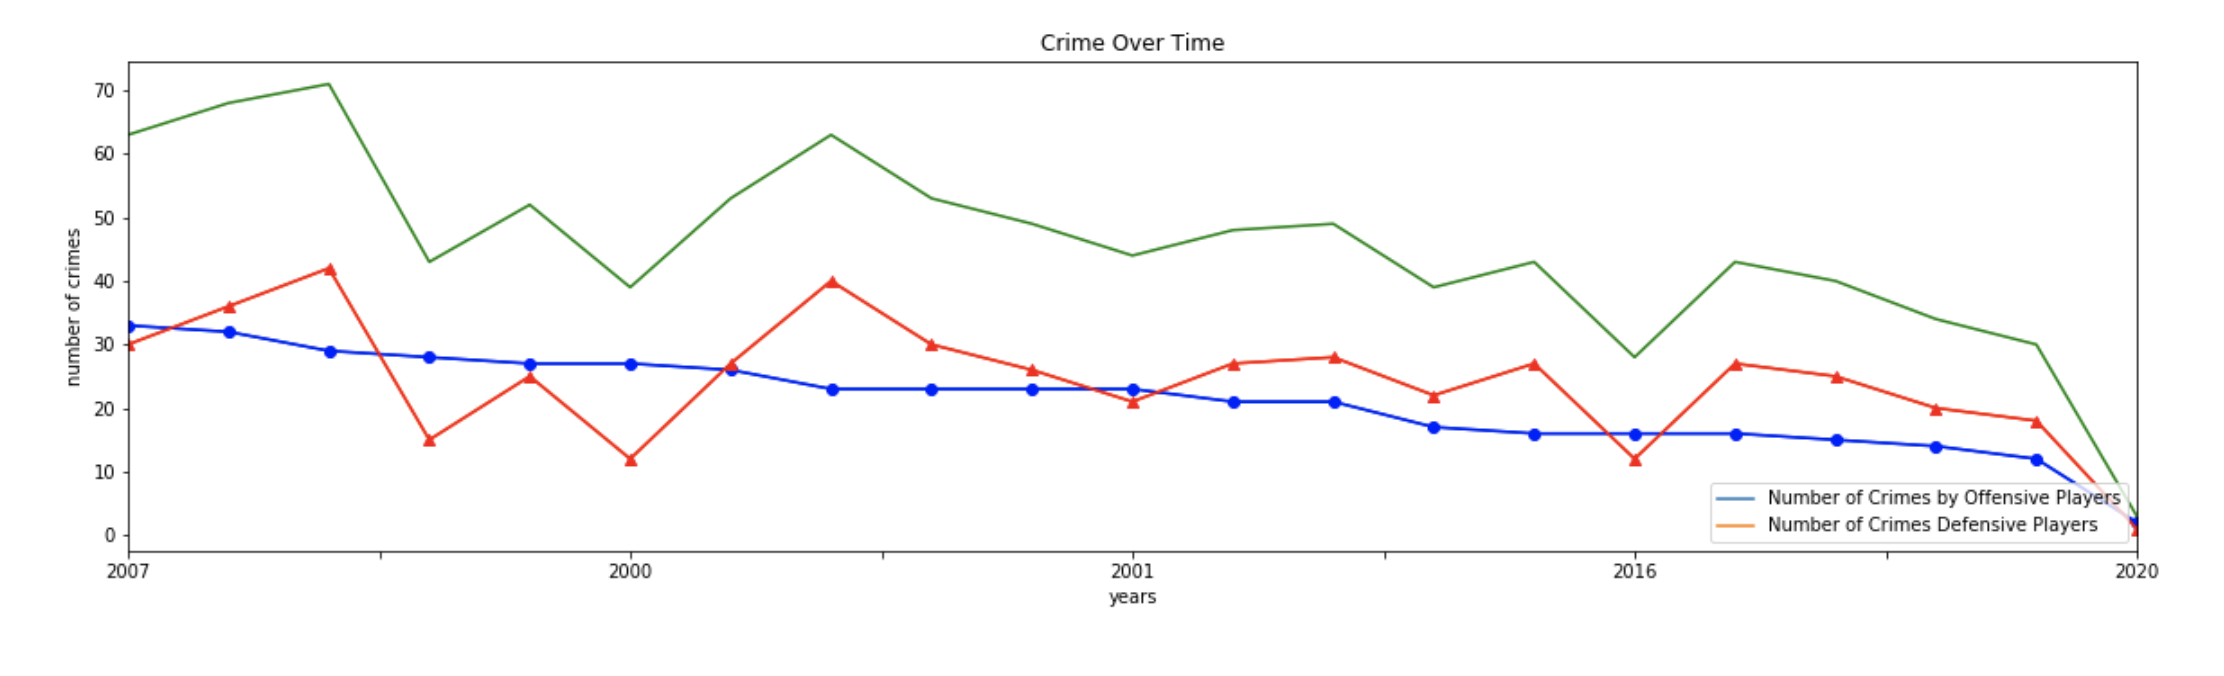 Crime Over Time
number of crimes
70
60
50
40
30
20
10
0
Number of Crimes by Offensive Players
Number of Crimes Defensive Players
2007 2000 2001 2016 2020
years